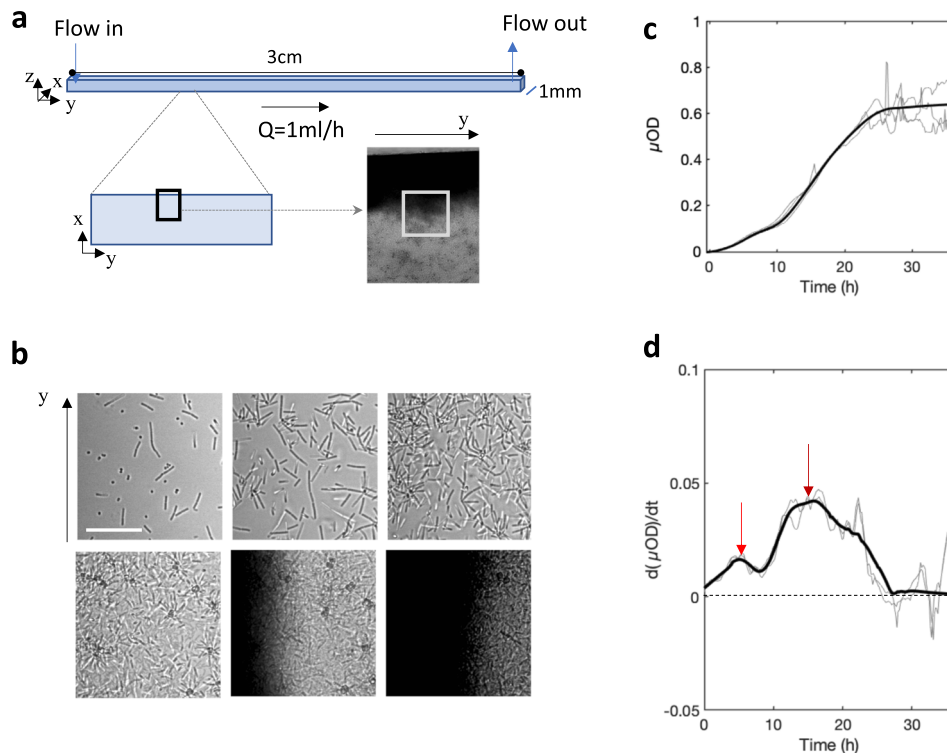 a
Flow in
Flow out
3cm
z
x
y
1mm
Q=1ml/h
y
x
y
b
y
c
1
0.8
0.6
0.4
0.2
0
µOD
0
10
20
30
Time (h)
d
0.1
0.05
0
-0.05
d( µOD)/dt
0
10
20
30
Time (h)